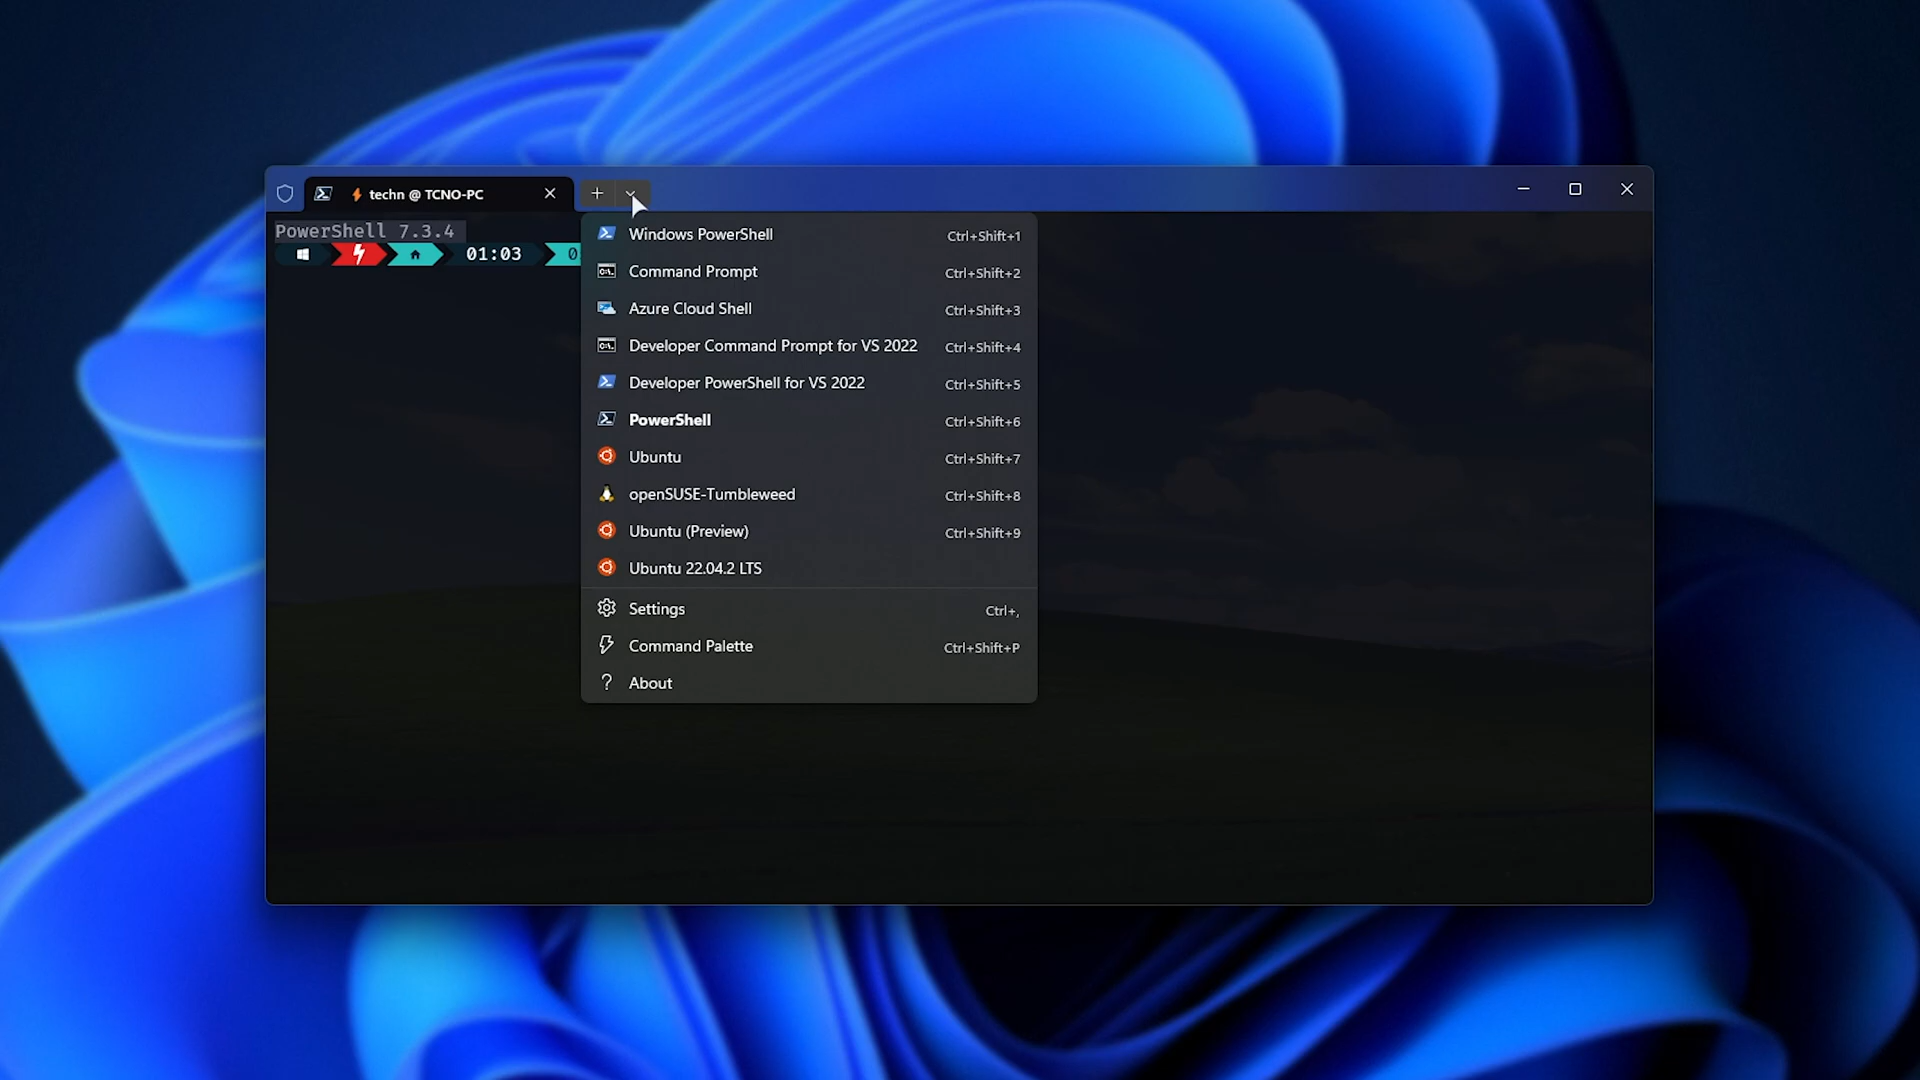 techn @ TCNO-PC
PowerShell 7.3.4
01:03 0
Windows PowerShell Ctrl+Shift+1
Command Prompt Ctrl+Shift+2
Azure Cloud Shell Ctrl+Shift+3
Developer Command Prompt for VS 2022 Ctrl+Shift+4
Developer PowerShell for VS 2022 Ctrl+Shift+5
PowerShell Ctrl+Shift+6
Ubuntu Ctrl+Shift+7
openSUSE-Tumbleweed Ctrl+Shift+8
Ubuntu (Preview) Ctrl+Shift+9
Ubuntu 22.04.2 LTS
Settings Ctrl+,
Command Palette Ctrl+Shift+P
? About